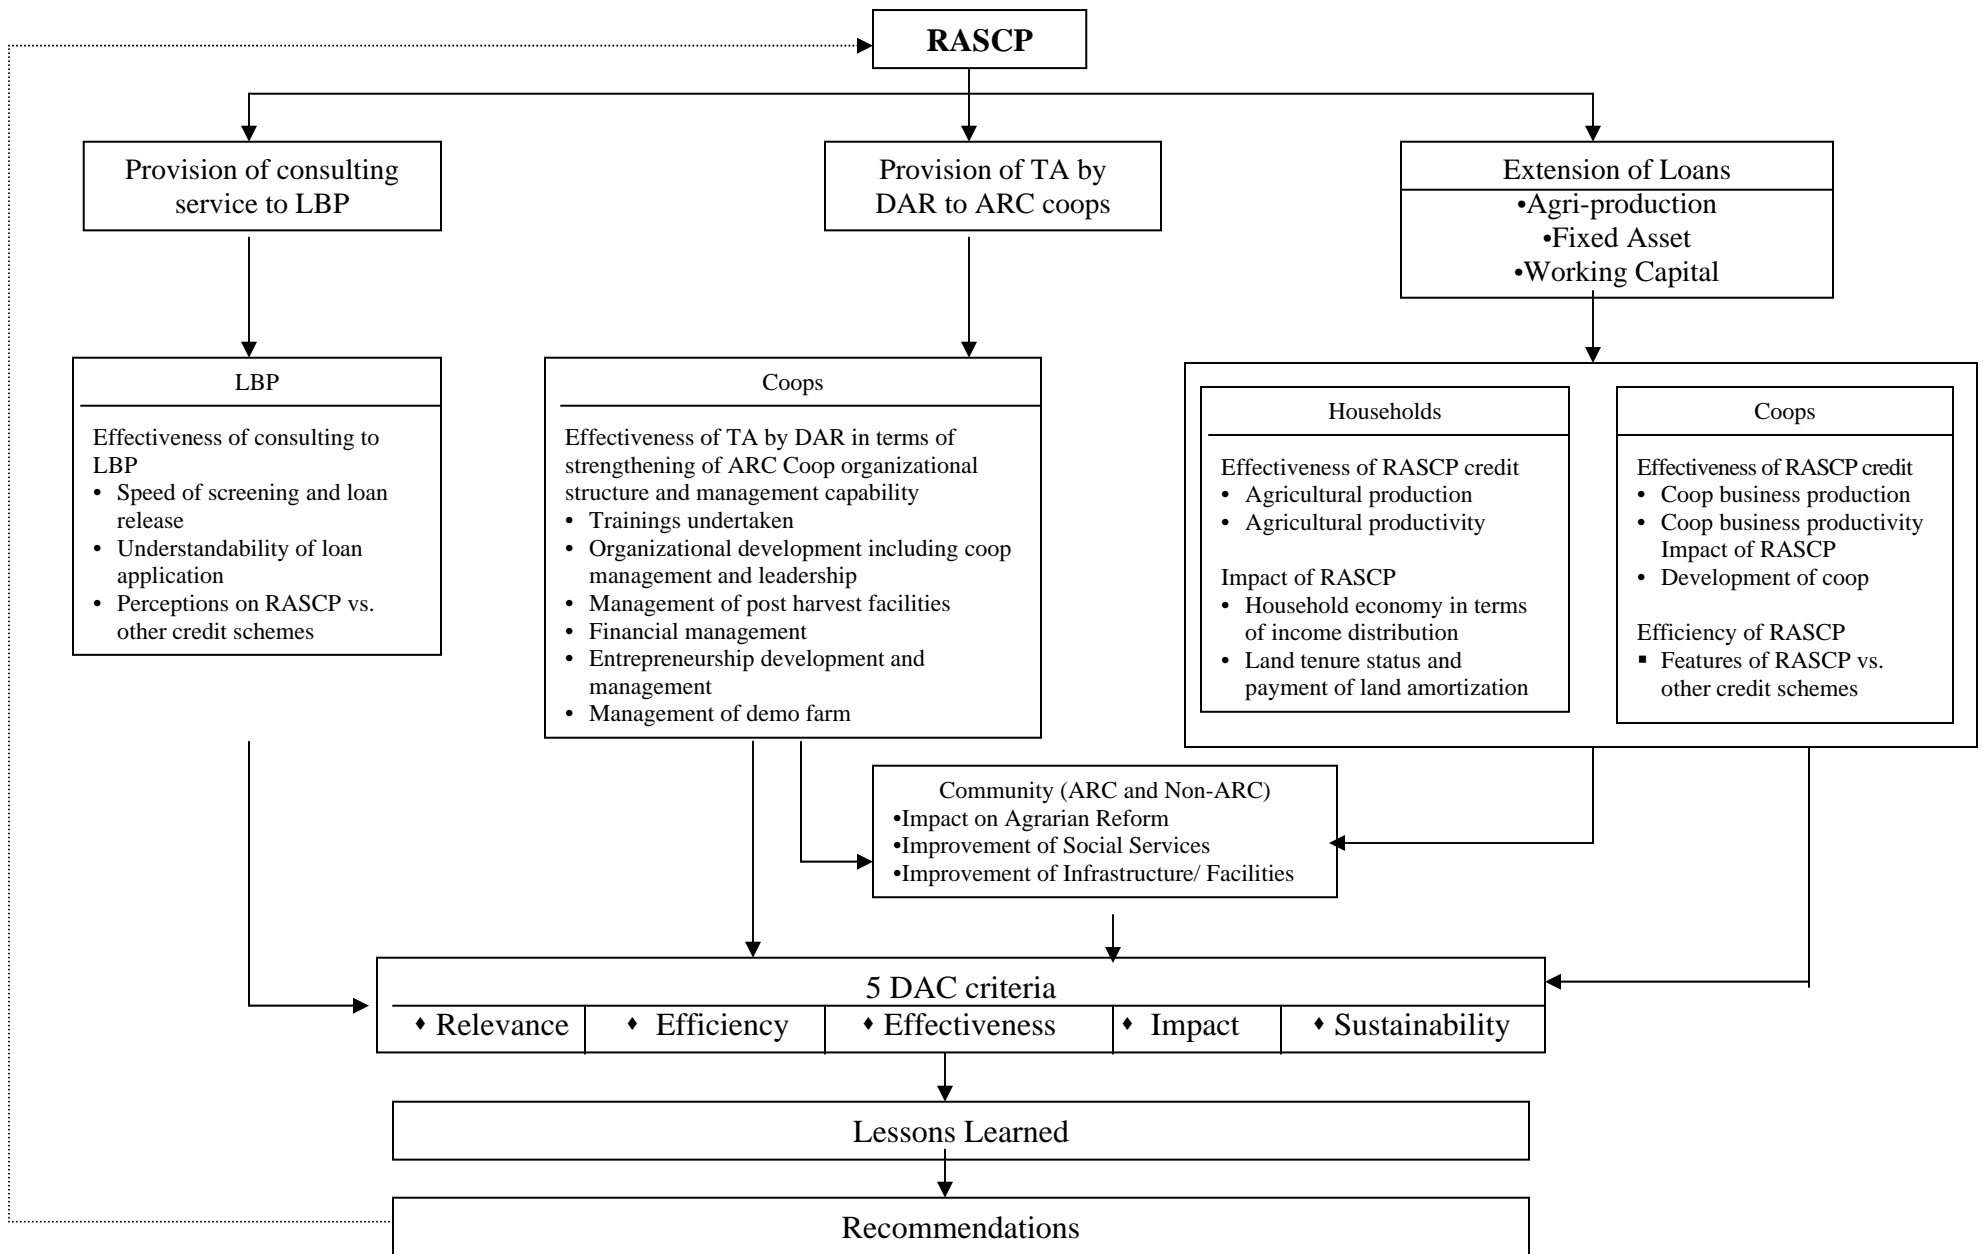 RASCP
Provision of consulting
service to LBP
Provision of TA by
DAR to ARC coops
Extension of Loans
•Agri-production
•Fixed Asset
•Working Capital
LBP
Effectiveness of consulting to
LBP
• Speed of screening and loan
release
• Understandability of loan
application
• Perceptions on RASCP vs.
other credit schemes
Coops
Effectiveness of TA by DAR in terms of
strengthening of ARC Coop organizational
structure and management capability
• Trainings undertaken
• Organizational development including coop
management and leadership
• Management of post harvest facilities
• Financial management
• Entrepreneurship development and
management
• Management of demo farm
Households
Effectiveness of RASCP credit
• Agricultural production
• Agricultural productivity
Impact of RASCP
• Household economy in terms
of income distribution
• Land tenure status and
payment of land amortization
Coops
Effectiveness of RASCP credit
• Coop business production
• Coop business productivity
Impact of RASCP
• Development of coop
Efficiency of RASCP
▪ Features of RASCP vs.
other credit schemes
Community (ARC and Non-ARC)
•Impact on Agrarian Reform
•Improvement of Social Services
•Improvement of Infrastructure/ Facilities
5 DAC criteria
♦ Relevance
♦ Efficiency
♦ Effectiveness
♦ Impact
♦ Sustainability
Lessons Learned
Recommendations